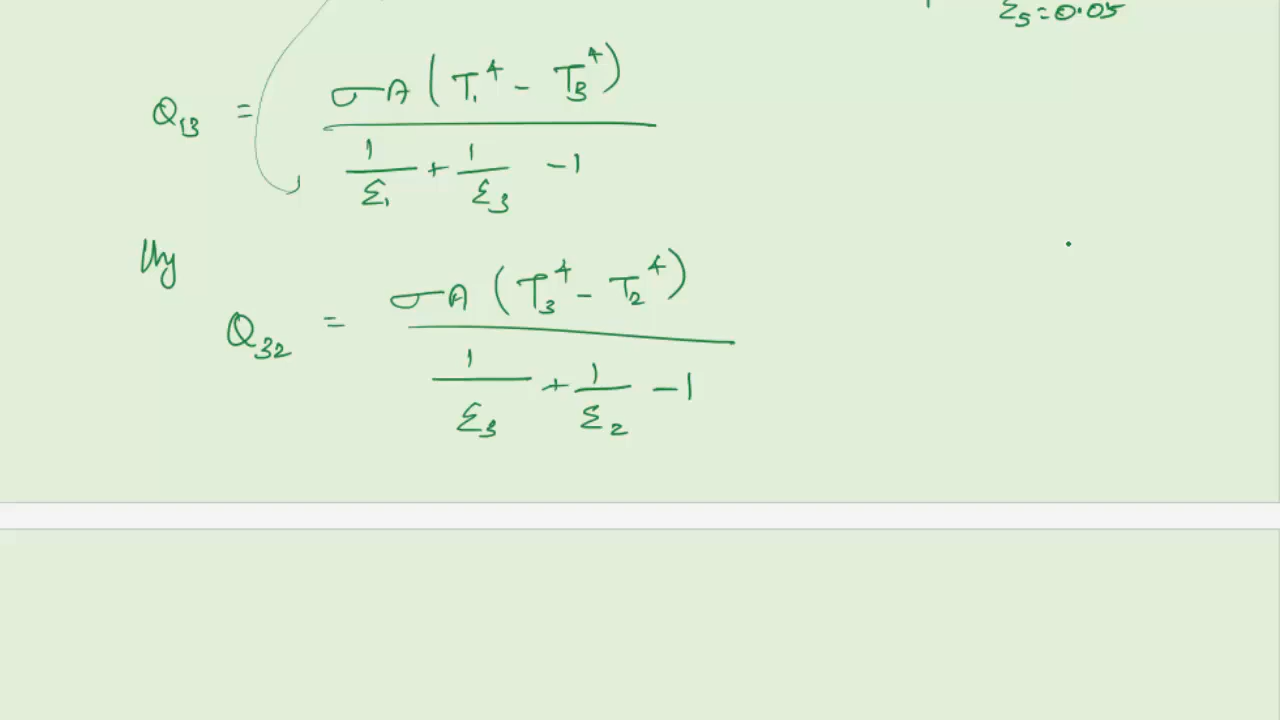 ε5 = 0.05
Q13 = σA (T1⁴ - T3⁴) / (1/ε1 + 1/ε3 - 1)
llly
Q32 = σA (T3⁴ - T2⁴) / (1/ε3 + 1/ε2 - 1)